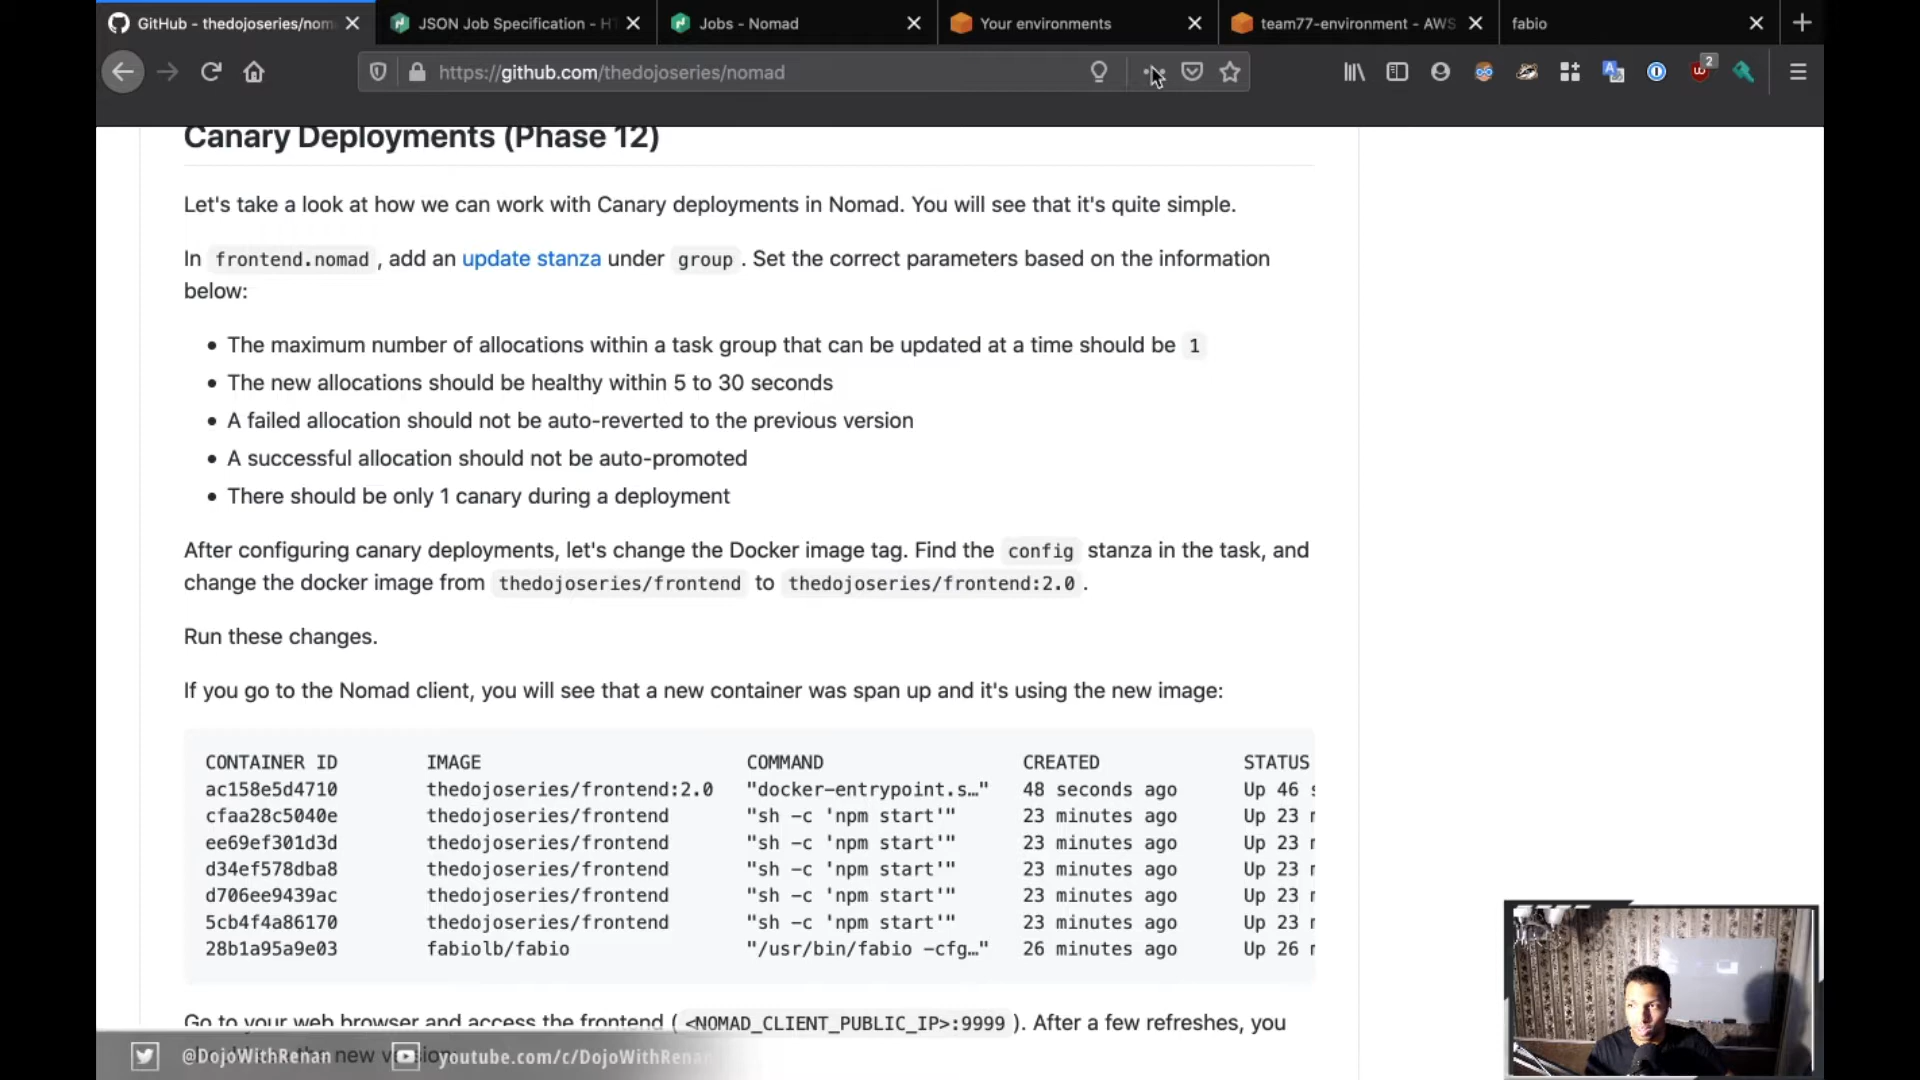 GitHub - thedojoseries/nom
JSON Job Specification - H
Jobs - Nomad
Your environments
team77-environment - AWS
fabio
https://github.com/thedojoseries/nomad
2
Canary Deployments (Phase 12)
Let's take a look at how we can work with Canary deployments in Nomad. You will see that it's quite simple.
In frontend.nomad , add an update stanza under group . Set the correct parameters based on the information
below:
• The maximum number of allocations within a task group that can be updated at a time should be 1
• The new allocations should be healthy within 5 to 30 seconds
• A failed allocation should not be auto-reverted to the previous version
• A successful allocation should not be auto-promoted
• There should be only 1 canary during a deployment
After configuring canary deployments, let's change the Docker image tag. Find the config stanza in the task, and
change the docker image from thedojoseries/frontend to thedojoseries/frontend:2.0 .
Run these changes.
If you go to the Nomad client, you will see that a new container was span up and it's using the new image:
CONTAINER ID IMAGE COMMAND CREATED STATUS
ac158e5d4710 thedojoseries/frontend:2.0 "docker-entrypoint.s…" 48 seconds ago Up 46 s
cfaa28c5040e thedojoseries/frontend "sh -c 'npm start'" 23 minutes ago Up 23 m
ee69ef301d3d thedojoseries/frontend "sh -c 'npm start'" 23 minutes ago Up 23 m
d34ef578dba8 thedojoseries/frontend "sh -c 'npm start'" 23 minutes ago Up 23 m
d706ee9439ac thedojoseries/frontend "sh -c 'npm start'" 23 minutes ago Up 23 m
5cb4f4a86170 thedojoseries/frontend "sh -c 'npm start'" 23 minutes ago Up 23 m
28b1a95a9e03 fabiolb/fabio "/usr/bin/fabio -cfg…" 26 minutes ago Up 26 m
Go to your web browser and access the frontend ( <NOMAD_CLIENT_PUBLIC_IP>:9999 ). After a few refreshes, you
@DojoWithRenan youtube.com/c/DojoWithRenan